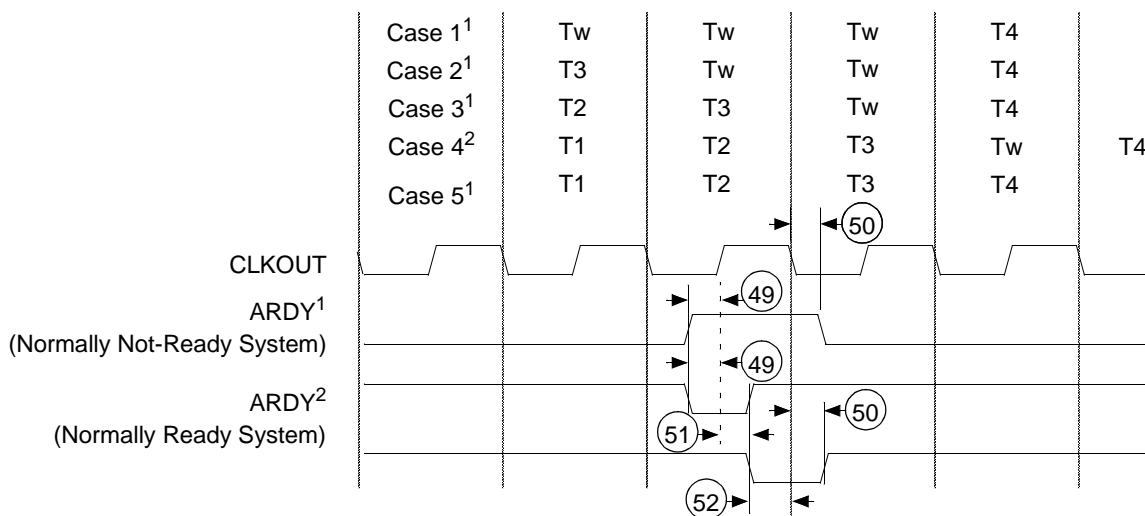 Case 1¹ Tw Tw Tw T4
Case 2¹ T3 Tw Tw T4
Case 3¹ T2 T3 Tw T4
Case 4² T1 T2 T3 Tw T4
Case 5¹ T1 T2 T3 T4
50
CLKOUT
49
ARDY¹
(Normally Not-Ready System)
49
ARDY²
50
(Normally Ready System)
51
52